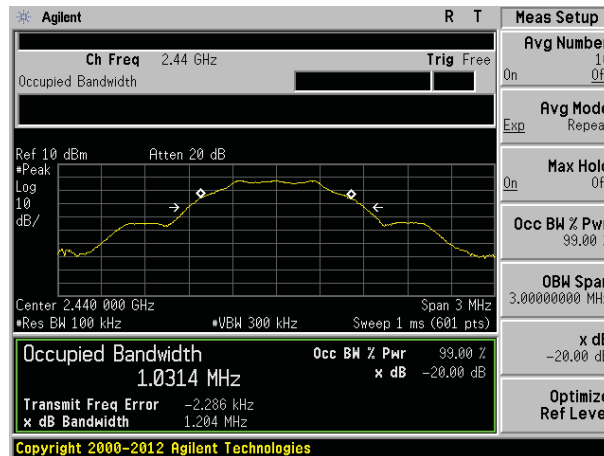 Agilent R T
Meas Setup
Ch Freq 2.44 GHz Trig Free
Occupied Bandwidth
Ref 10 dBm Atten 20 dB
#Peak
Log
10
dB/
Center 2.440 000 GHz Span 3 MHz
#Res BW 100 kHz #VBW 300 kHz Sweep 1 ms (601 pts)
Occupied Bandwidth Occ BW % Pwr 99.00 %
1.0314 MHz x dB -20.00 dB
Transmit Freq Error -2.286 kHz
x dB Bandwidth 1.204 MHz
Copyright 2000-2012 Agilent Technologies
Avg Number
On
Avg Mode
Exp Repeat
Max Hold
On
Occ BW % Pwr
99.00
OBW Span
3.00000000 MHz
x dB
-20.00 dB
Optimize
Ref Level